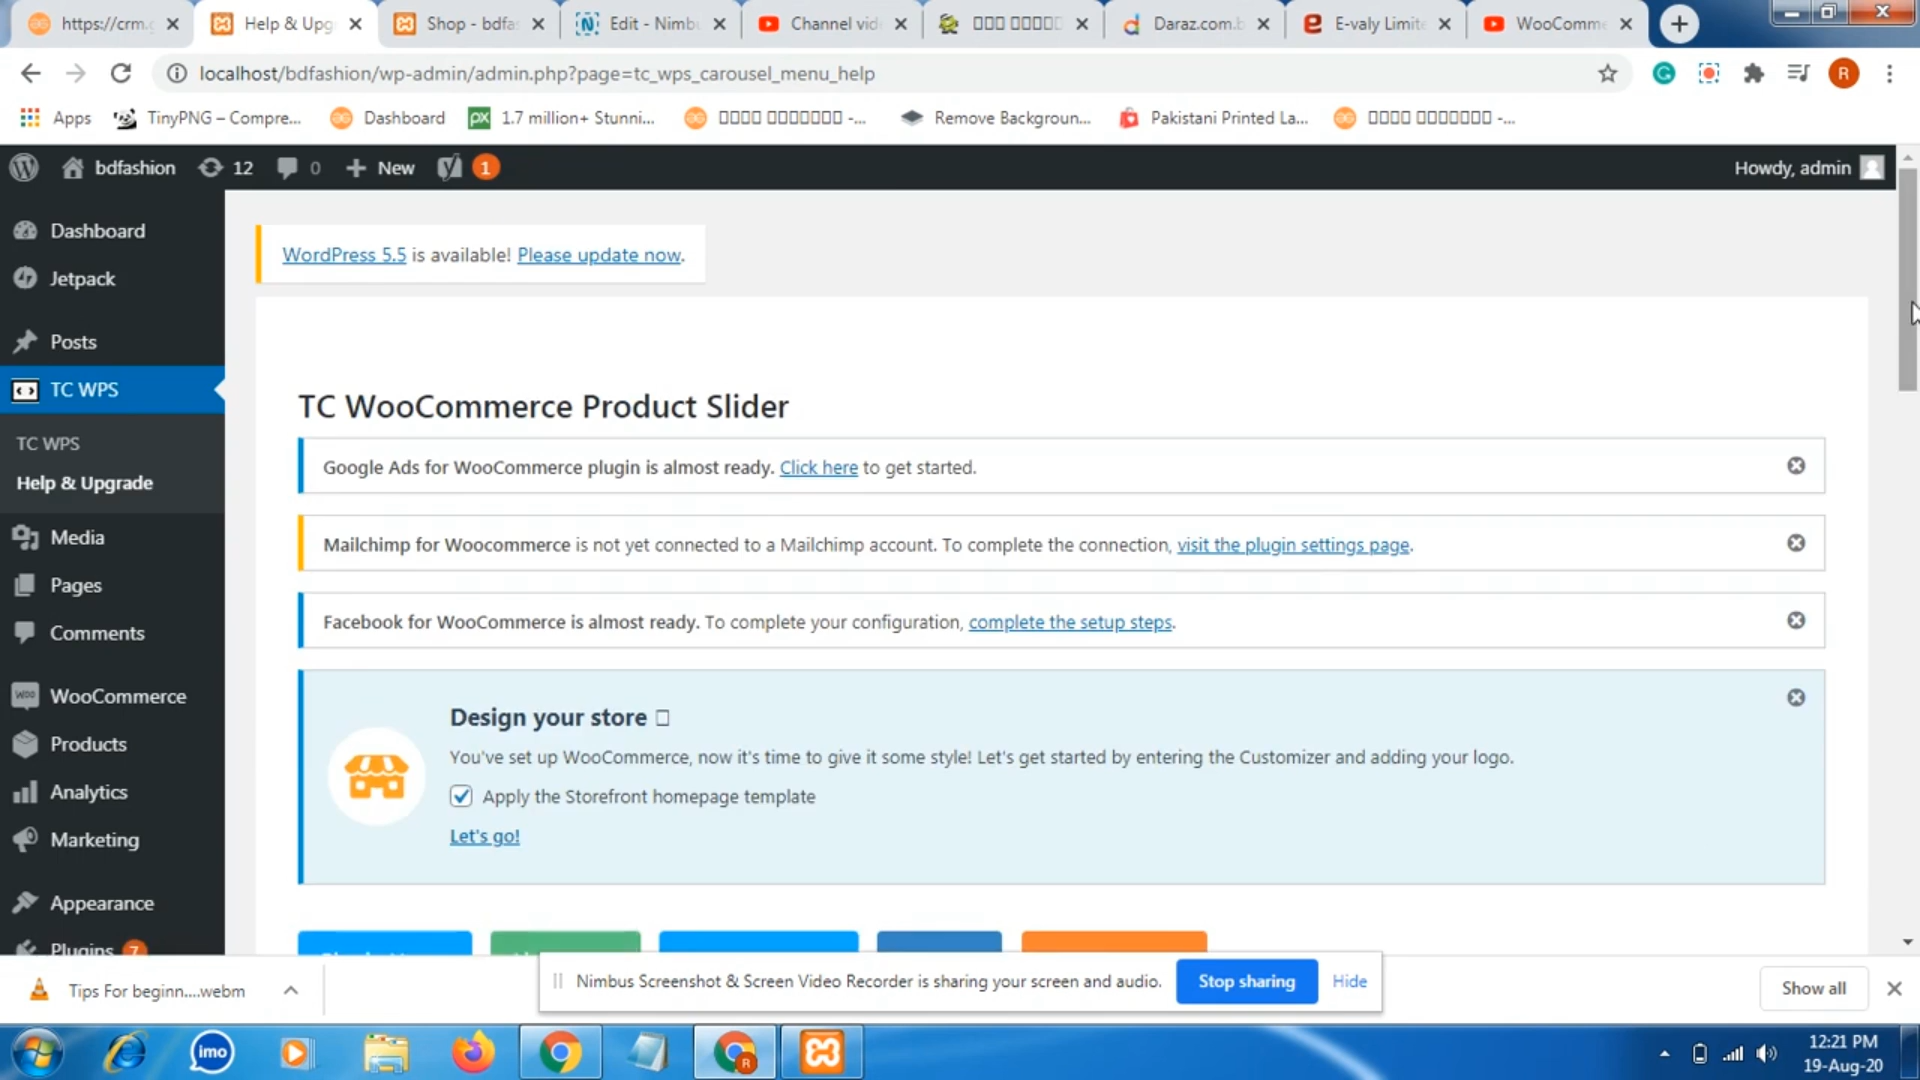 https://crm.g
Help & Upg
Shop - bdfas
Edit - Nimbu
Channel vid
Daraz.com.b
E-valy Limite
WooComme
localhost/bdfashion/wp-admin/admin.php?page=tc_wps_carousel_menu_help
R
Apps
TinyPNG – Compre...
Dashboard
px
1.7 million+ Stunni...
Remove Backgroun...
Pakistani Printed La...
bdfashion
12
0
New
1
Howdy, admin
Dashboard
Jetpack
Posts
TC WPS
TC WPS
Help & Upgrade
Media
Pages
Comments
WooCommerce
Products
Analytics
Marketing
Appearance
Plugins 7
WordPress 5.5 is available! Please update now.
TC WooCommerce Product Slider
Google Ads for WooCommerce plugin is almost ready. Click here to get started.
Mailchimp for Woocommerce is not yet connected to a Mailchimp account. To complete the connection, visit the plugin settings page.
Facebook for WooCommerce is almost ready. To complete your configuration, complete the setup steps.
Design your store
You've set up WooCommerce, now it's time to give it some style! Let's get started by entering the Customizer and adding your logo.
Apply the Storefront homepage template
Let's go!
Nimbus Screenshot & Screen Video Recorder is sharing your screen and audio.
Stop sharing
Hide
Tips For beginn....webm
Show all
imo
R
12:21 PM
19-Aug-20